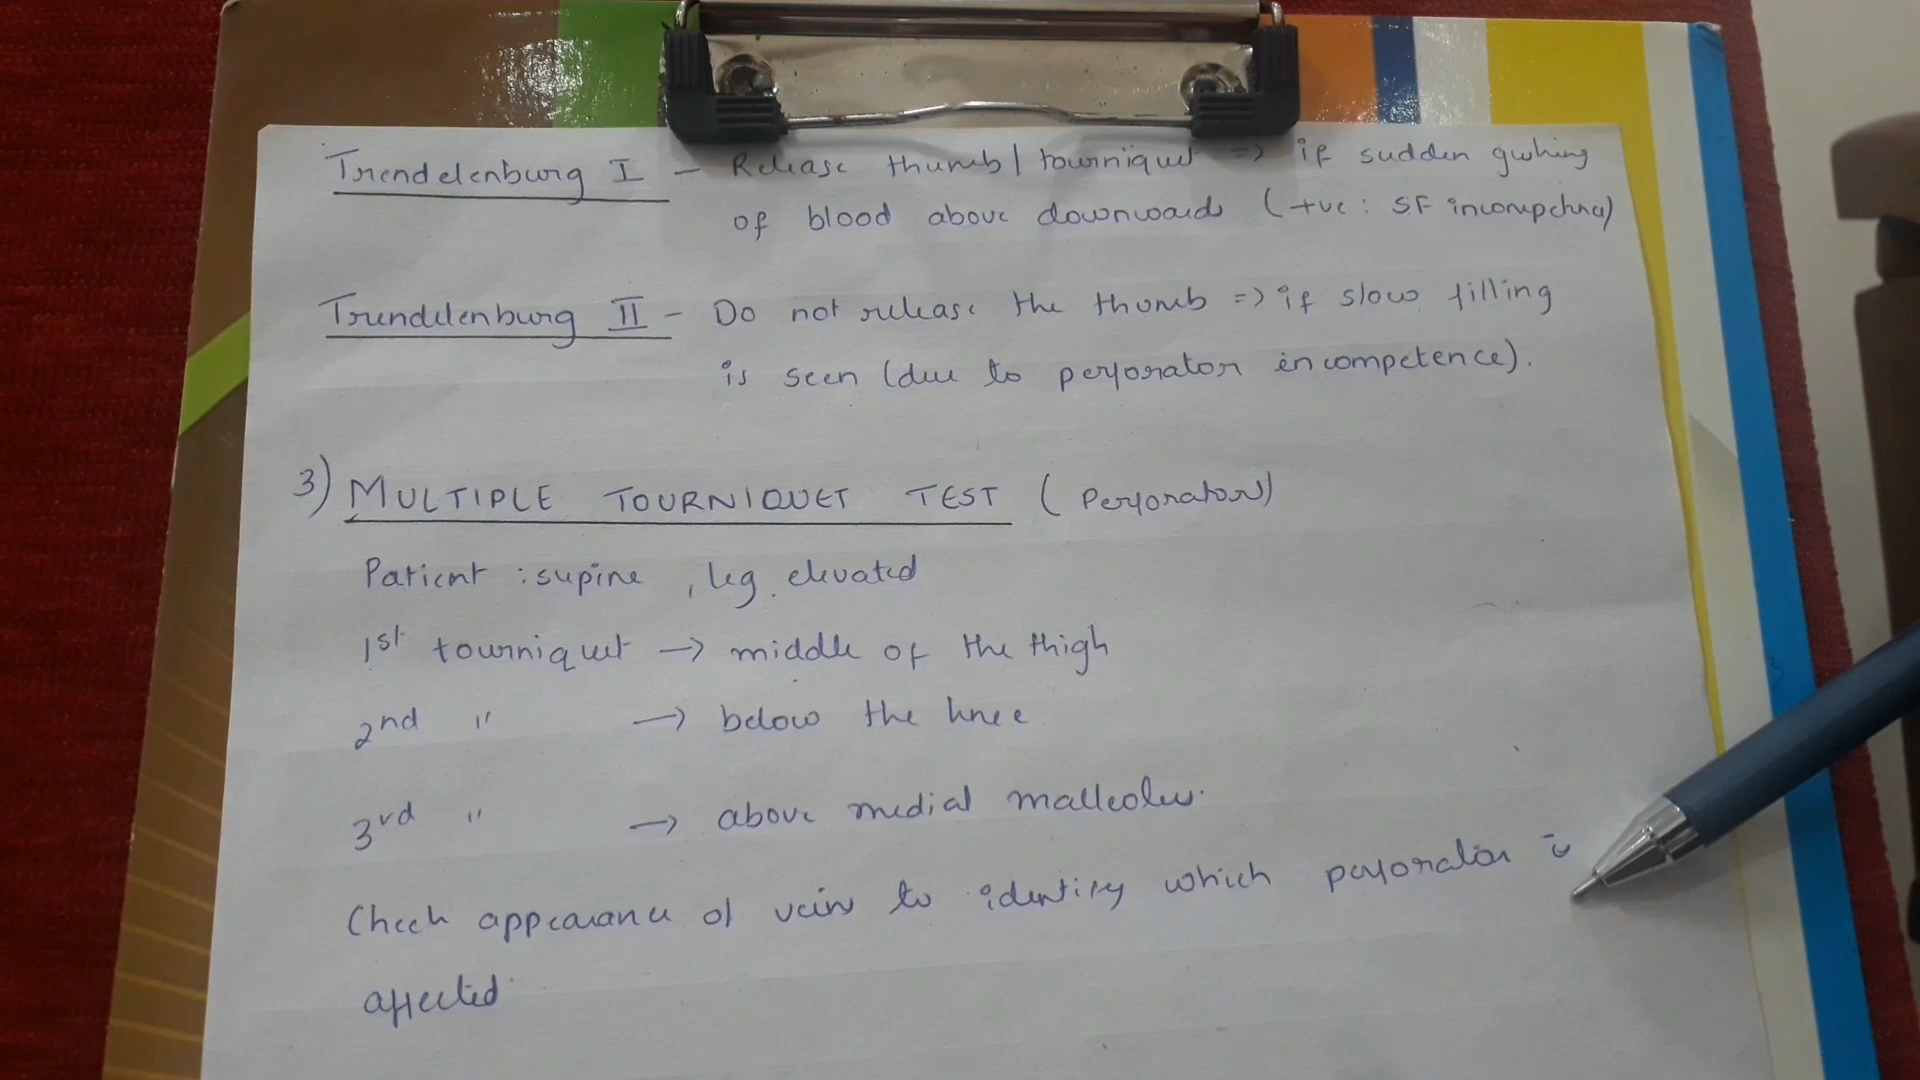 Trendelenburg I - Release thumb / tourniquet => if sudden gushing
of blood above downwards (+ve: SF incompetence)
Trendelenburg II - Do not release the thumb => if slow filling
is seen (due to perforator incompetence).
3) MULTIPLE TOURNIQUET TEST (Perforators)
Patient : supine, leg elevated
1st tourniquet -> middle of the thigh
2nd " -> below the knee
3rd " -> above medial malleolus.
Check appearance of veins to identify which perforator is
affected